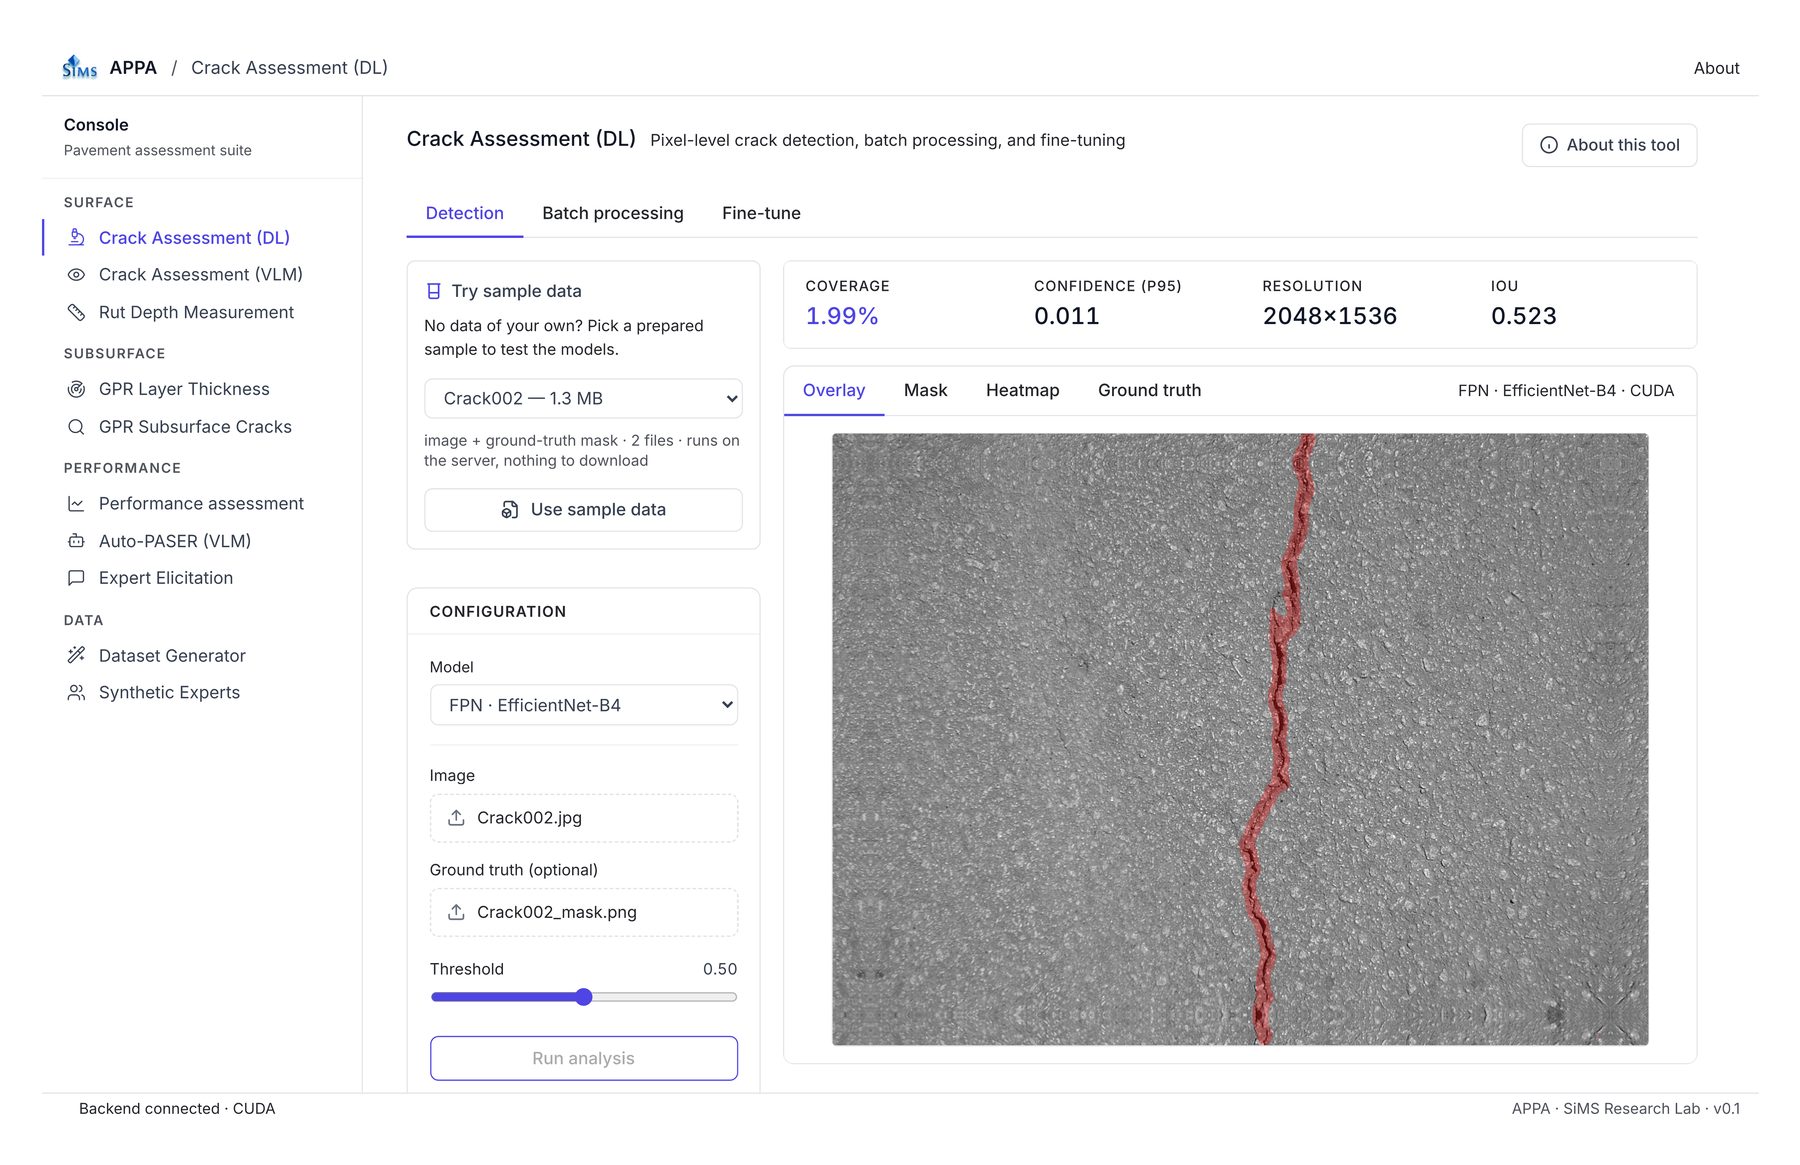 SiMS APPA / Crack Assessment (DL)
About
Console
Pavement assessment suite
SURFACE
Crack Assessment (DL)
Crack Assessment (VLM)
Rut Depth Measurement
SUBSURFACE
GPR Layer Thickness
GPR Subsurface Cracks
PERFORMANCE
Performance assessment
Auto-PASER (VLM)
Expert Elicitation
DATA
Dataset Generator
Synthetic Experts
Crack Assessment (DL) Pixel-level crack detection, batch processing, and fine-tuning
About this tool
Detection Batch processing Fine-tune
Try sample data
No data of your own? Pick a prepared
sample to test the models.
Crack002 — 1.3 MB
image + ground-truth mask · 2 files · runs on
the server, nothing to download
Use sample data
CONFIGURATION
Model
FPN · EfficientNet-B4
Image
Crack002.jpg
Ground truth (optional)
Crack002_mask.png
Threshold 0.50
Run analysis
COVERAGE CONFIDENCE (P95) RESOLUTION IOU
1.99% 0.011 2048×1536 0.523
Overlay Mask Heatmap Ground truth FPN · EfficientNet-B4 · CUDA
Backend connected · CUDA
APPA · SiMS Research Lab · v0.1